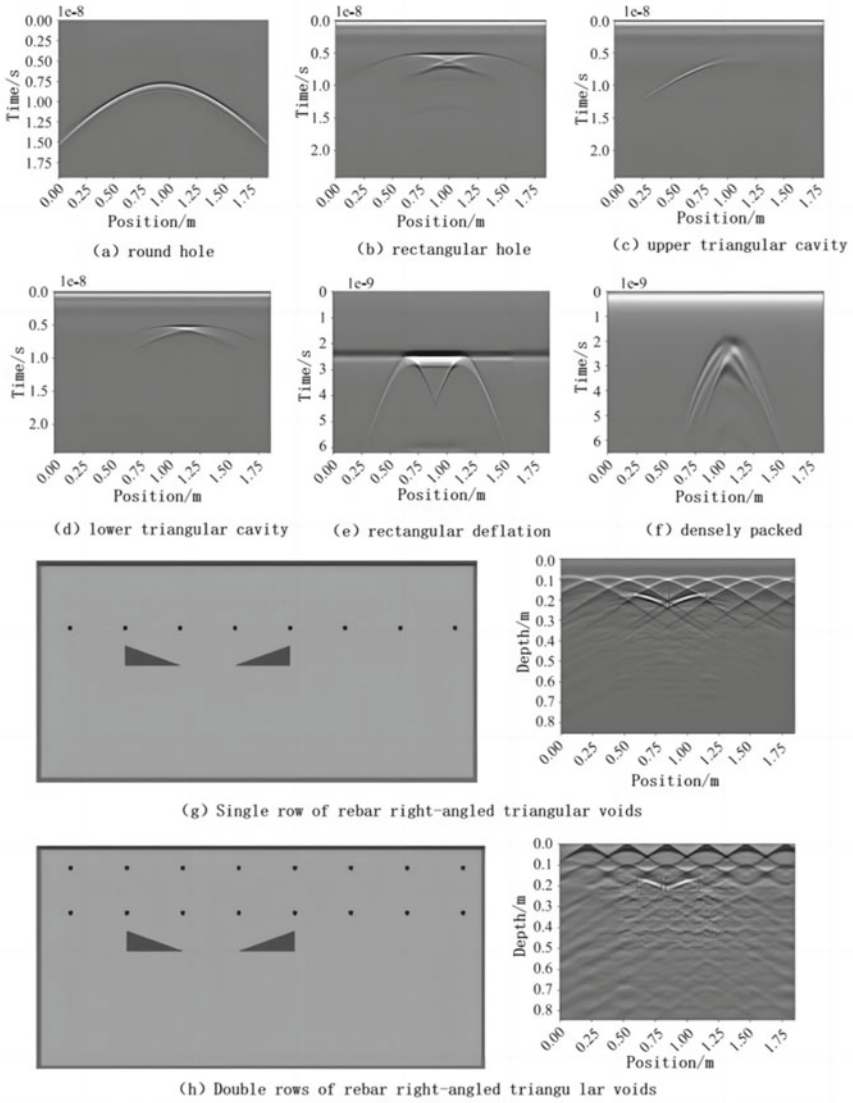 1e-8
0.00
0.25
0.50
0.75
1.00
1.25
1.50
1.75
Time/s
0.00 0.25 0.50 0.75 1.00 1.25 1.50 1.75
Position/m
(a) round hole
1e-8
0.0
0.5
1.0
1.5
2.0
Time/s
0.00 0.25 0.50 0.75 1.00 1.25 1.50 1.75
Position/m
(b) rectangular hole
1e-8
0.0
0.5
1.0
1.5
2.0
Time/s
0.00 0.25 0.50 0.75 1.00 1.25 1.50 1.75
Position/m
(c) upper triangular cavity
1e-8
0.0
0.5
1.0
1.5
2.0
Time/s
0.00 0.25 0.50 0.75 1.00 1.25 1.50 1.75
Position/m
(d) lower triangular cavity
1e-9
0
1
2
3
4
5
6
Time/s
0.00 0.25 0.50 0.75 1.00 1.25 1.50 1.75
Position/m
(e) rectangular deflation
1e-9
0
1
2
3
4
5
6
Time/s
0.00 0.25 0.50 0.75 1.00 1.25 1.50 1.75
Position/m
(f) densely packed
0.0
0.1
0.2
0.3
0.4
0.5
0.6
0.7
0.8
Depth/m
0.00 0.25 0.50 0.75 1.00 1.25 1.50 1.75
Position/m
(g) Single row of rebar right-angled triangular voids
0.0
0.1
0.2
0.3
0.4
0.5
0.6
0.7
0.8
Depth/m
0.00 0.25 0.50 0.75 1.00 1.25 1.50 1.75
Position/m
(h) Double rows of rebar right-angled triangu lar voids